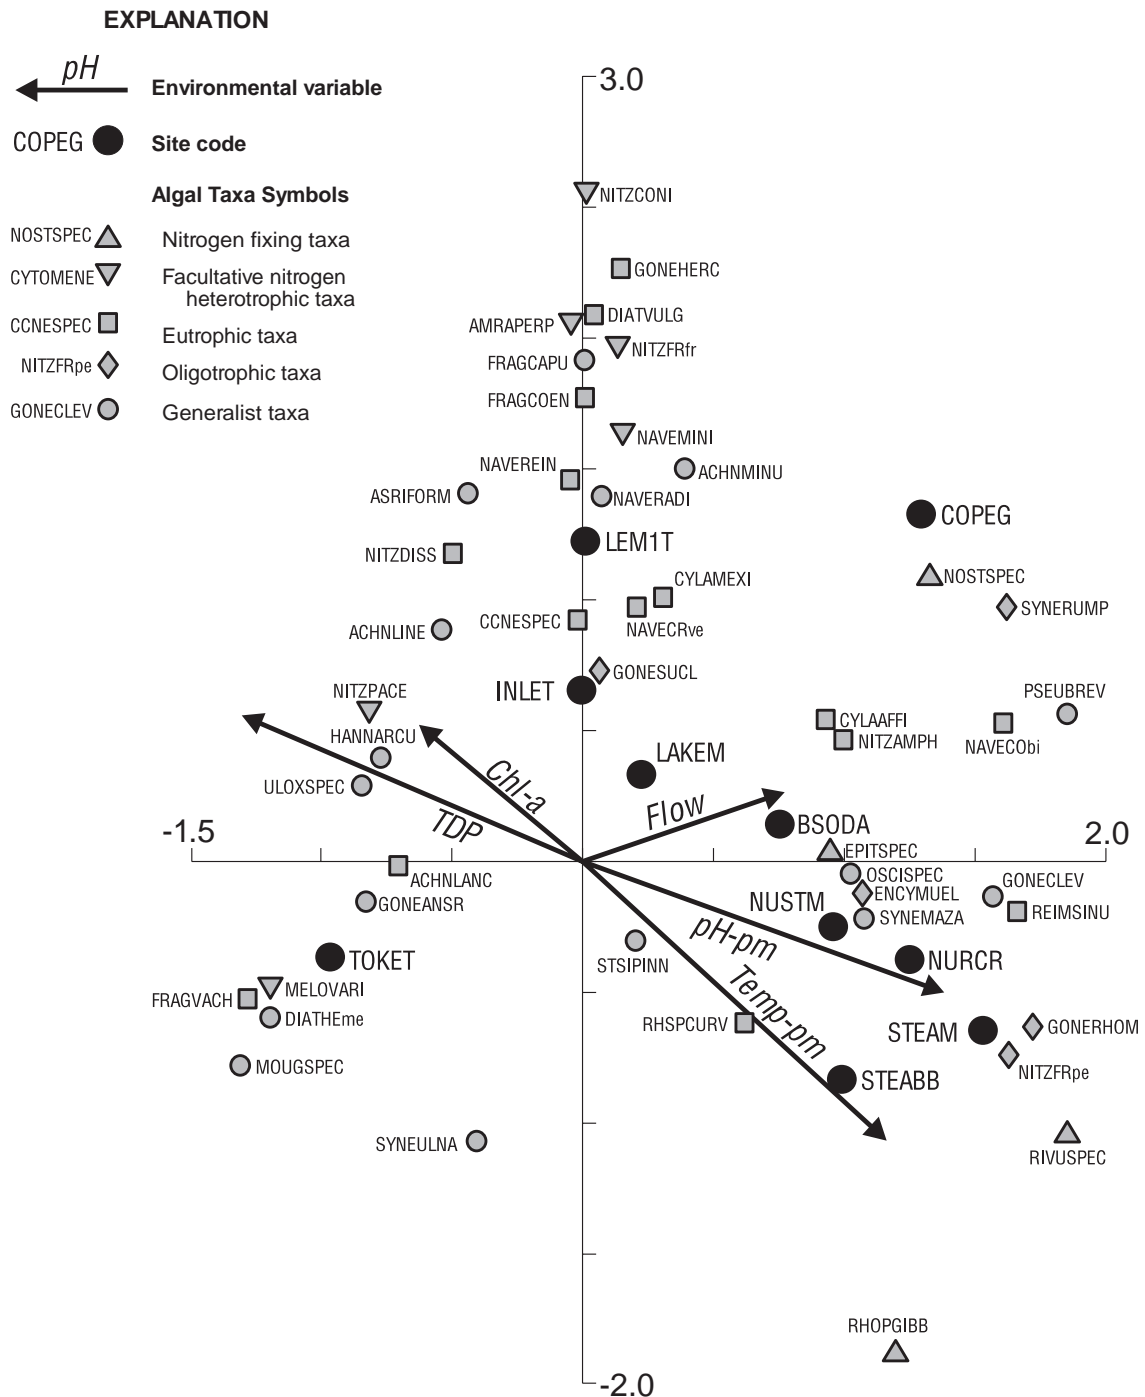 EXPLANATION
pH
Environmental variable
COPEG
Site code
Algal Taxa Symbols
NOSTSPEC
Nitrogen fixing taxa
CYTOMENE
Facultative nitrogen
heterotrophic taxa
CCNESPEC
Eutrophic taxa
NITZFRpe
Oligotrophic taxa
GONECLEV
Generalist taxa
3.0
NITZCONI
GONEHERC
DIATVULG
AMRAPERP
NITZFRfr
FRAGCAPU
FRAGCOEN
NAVEMINI
NAVEREIN
ACHNMINU
ASRIFORM
NAVERADI
COPEG
LEM1T
NITZDISS
CYLAMEXI
NOSTSPEC
SYNERUMP
CCNESPEC
NAVECRve
ACHNLINE
GONESUCL
INLET
NITZPACE
PSEUBREV
HANNARCU
CYLAAFFI
NITZAMPH
NAVECObi
LAKEM
ULOXSPEC
Chl-a
TDP
Flow
BSODA
-1.5
2.0
EPITSPEC
ACHNLANC
OSCISPEC
GONECLEV
GONEANSR
ENCYMUEL
NUSTM
REIMSINU
SYNEMAZA
pH-pm
STSIPINN
TOKET
NURCR
MELOVARI
FRAGVACH
Temp-pm
DIATHEme
RHSPCURV
STEAM
GONERHOM
MOUGSPEC
STEABB
NITZFRpe
SYNEULNA
RIVUSPEC
RHOPGIBB
-2.0